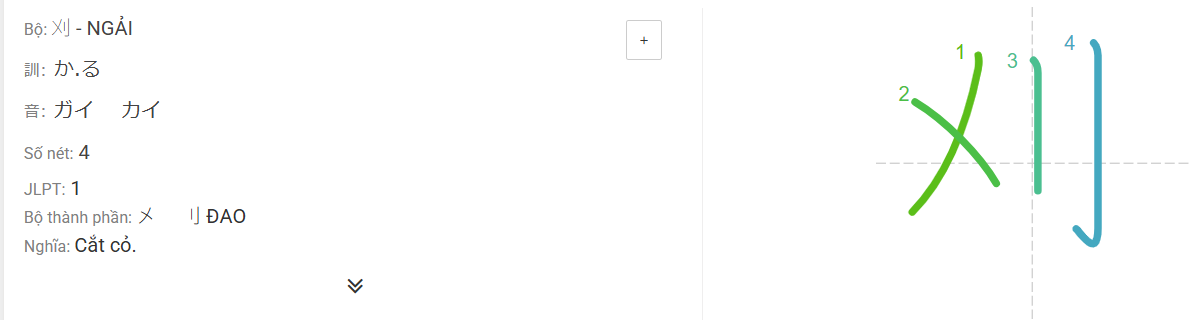 Bộ: 刈 - NGẢI
+
訓: か.る
音: ガイ カイ
Số nét: 4
JLPT: 1
Bộ thành phần: メ 刂 ĐAO
Nghĩa: Cắt cỏ.
1
2
3
4